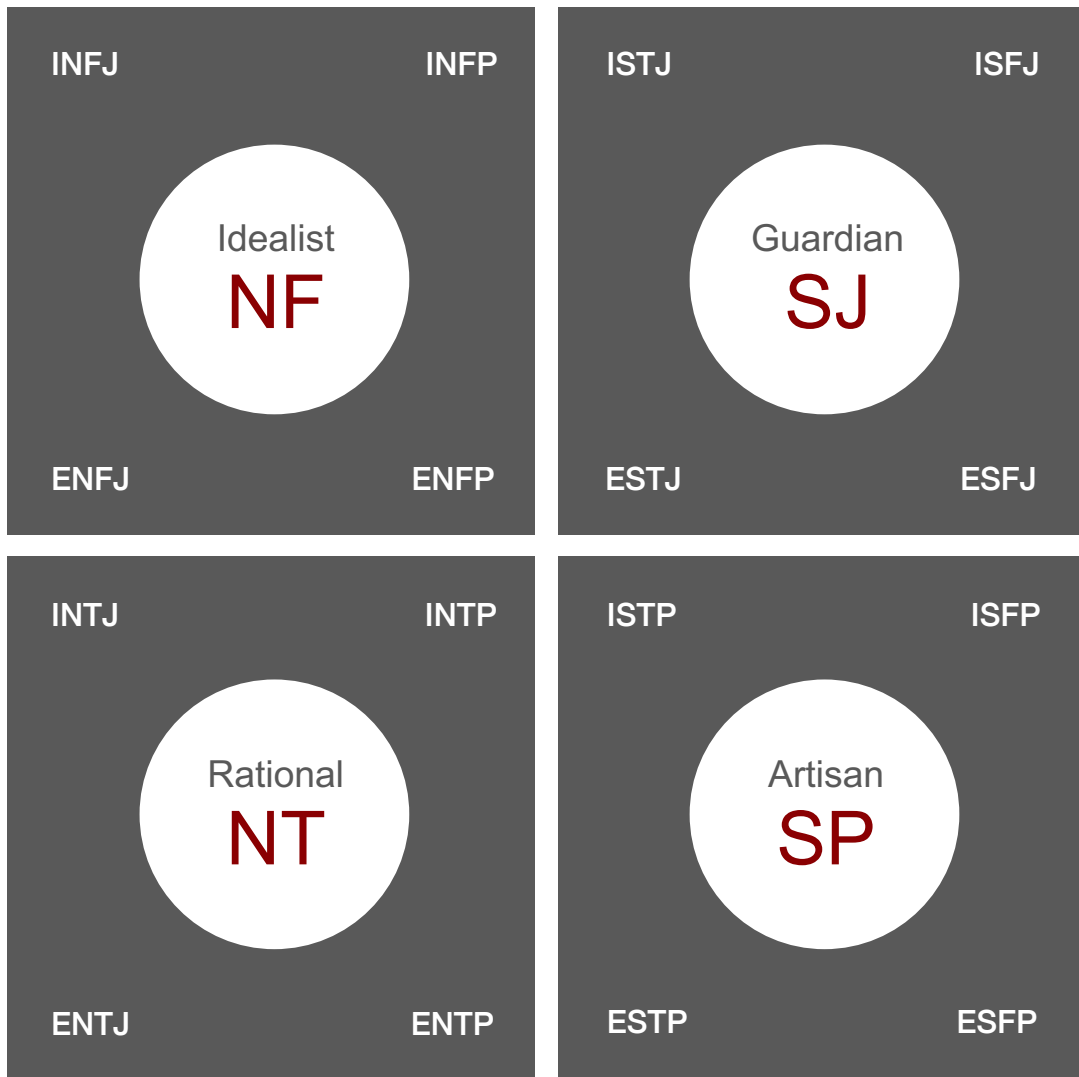 INFJ INFP
Idealist
NF
ENFJ ENFP
ISTJ ISFJ
Guardian
SJ
ESTJ ESFJ
INTJ INTP
Rational
NT
ENTJ ENTP
ISTP ISFP
Artisan
SP
ESTP ESFP